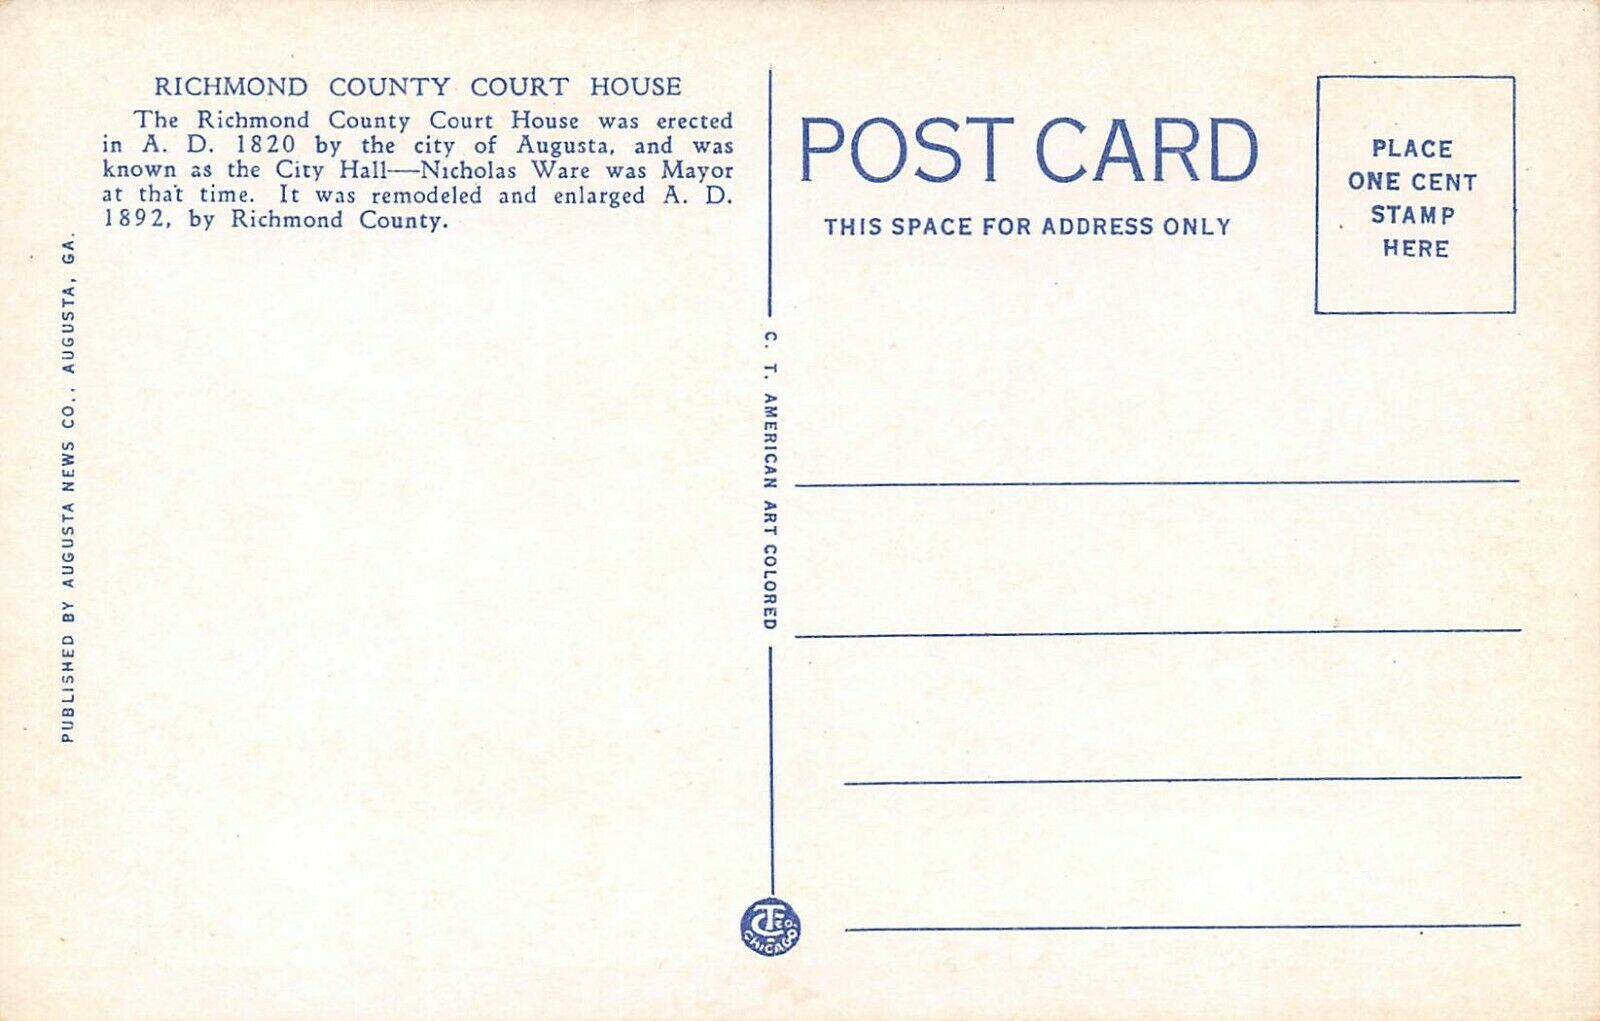 RICHMOND COUNTY COURT HOUSE
The Richmond County Court House was erected
in A. D. 1820 by the city of Augusta, and was
known as the City Hall—Nicholas Ware was Mayor
at that time. It was remodeled and enlarged A. D.
1892, by Richmond County.
PUBLISHED BY AUGUSTA NEWS CO., AUGUSTA, GA.
C. T. AMERICAN ART COLORED
CT CO
CHICAGO
POST CARD
THIS SPACE FOR ADDRESS ONLY
PLACE
ONE CENT
STAMP
HERE